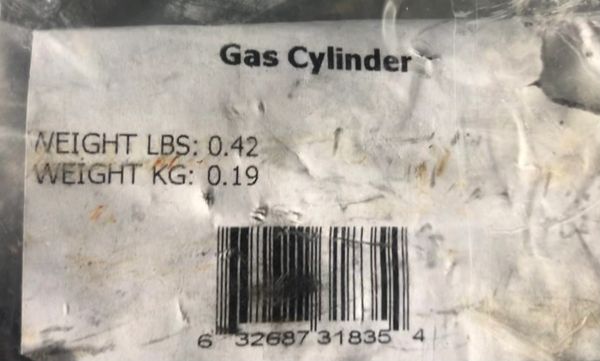 Gas Cylinder
WEIGHT LBS: 0.42
WEIGHT KG: 0.19
6 32687 31835 4